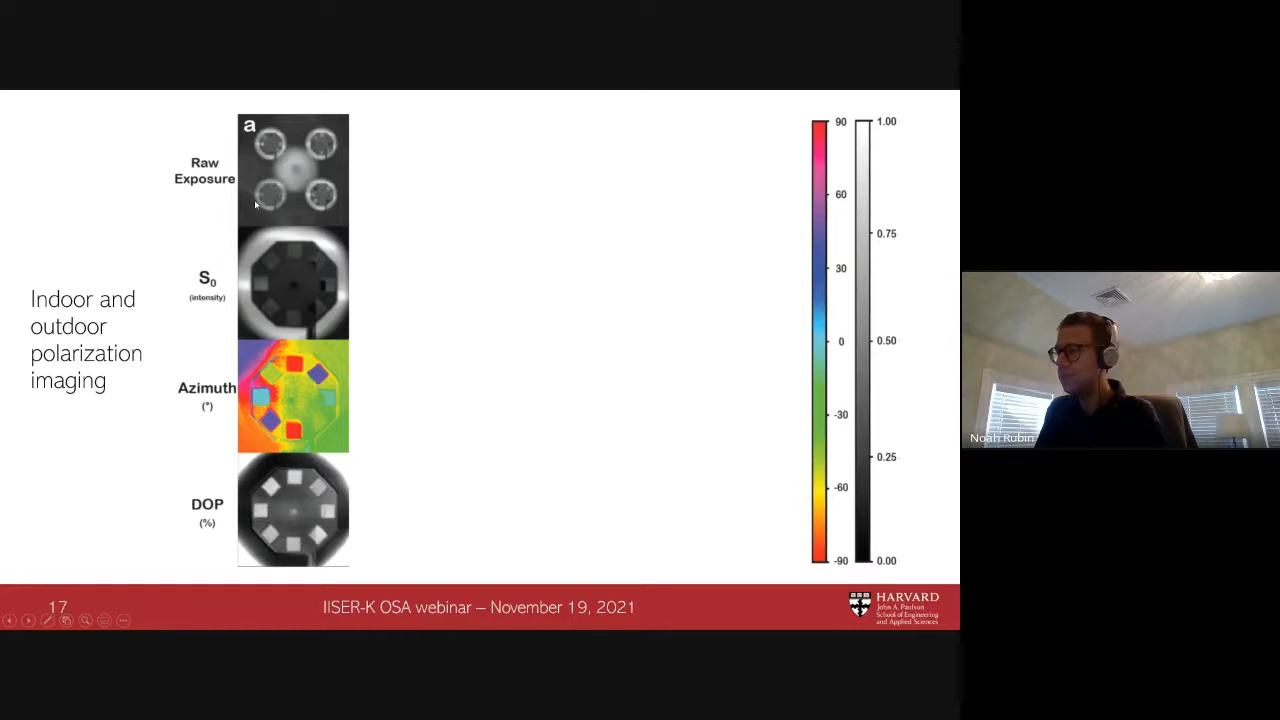 Indoor and
outdoor
polarization
imaging
a
Raw
Exposure
S₀
(intensity)
Azimuth
(°)
DOP
(%)
90
60
30
0
-30
-60
-90
1.00
0.75
0.50
0.25
0.00
17
IISER-K OSA webinar – November 19, 2021
HARVARD
John A. Paulson
School of Engineering
and Applied Sciences
Noah Rubin